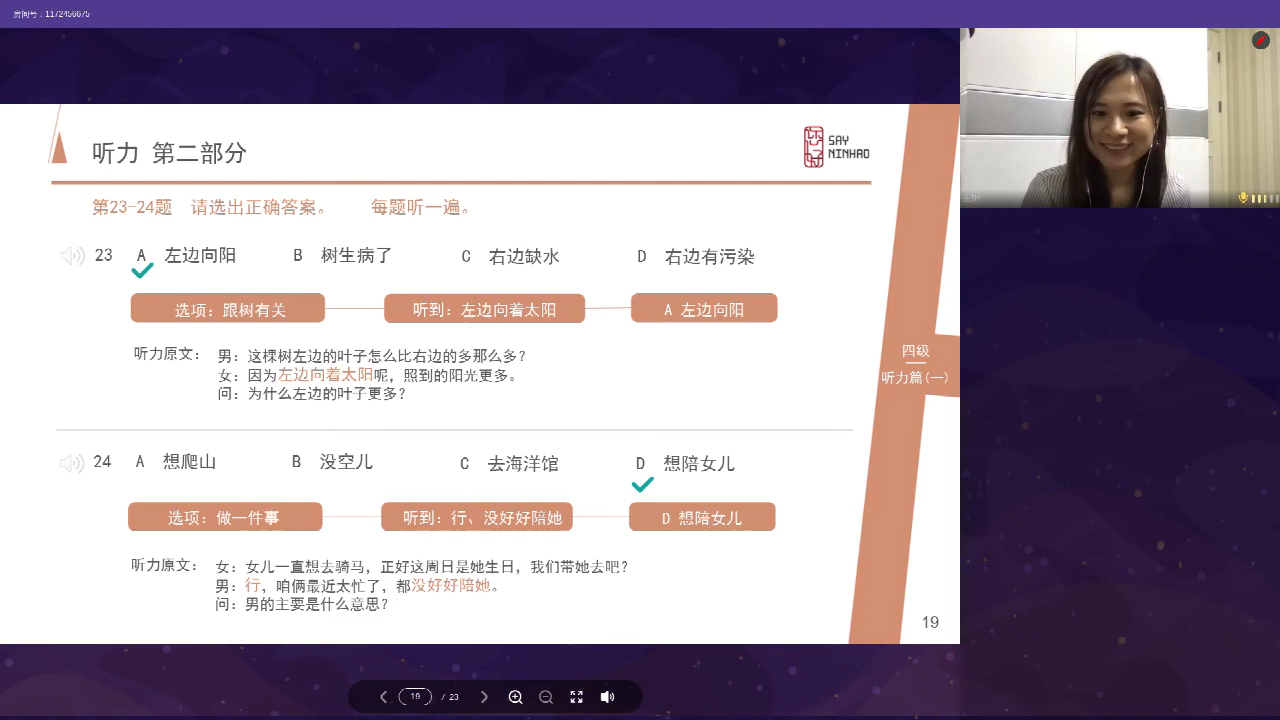 房间号：1172456675
听力 第二部分
SAY
NINHAO
第23-24题 请选出正确答案。 每题听一遍。
23 A 左边向阳 B 树生病了 C 右边缺水 D 右边有污染
选项：跟树有关 听到：左边向着太阳 A 左边向阳
听力原文： 男：这棵树左边的叶子怎么比右边的多那么多？
女：因为左边向着太阳呢，照到的阳光更多。
问：为什么左边的叶子更多？
四级
听力篇(一)
24 A 想爬山 B 没空儿 C 去海洋馆 D 想陪女儿
选项：做一件事 听到：行、没好好陪她 D 想陪女儿
听力原文： 女：女儿一直想去骑马，正好这周日是她生日，我们带她去吧？
男：行，咱俩最近太忙了，都没好好陪她。
问：男的主要是什么意思？
19
19 / 23